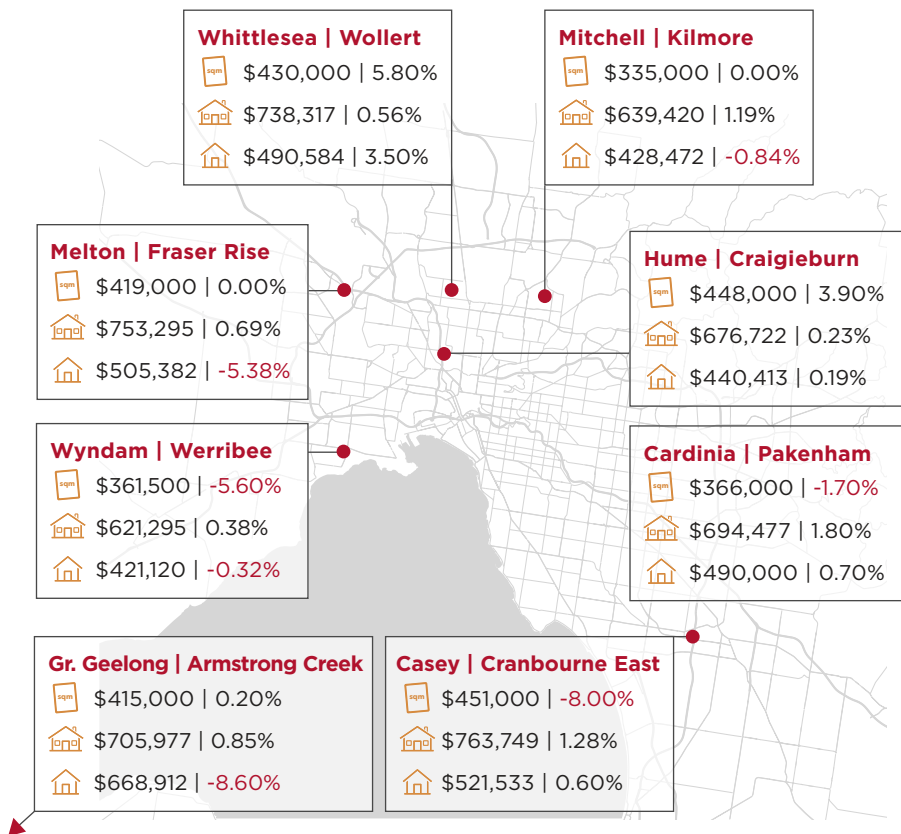 Whittlesea | Wollert
sqm $430,000 | 5.80%
$738,317 | 0.56%
$490,584 | 3.50%
Mitchell | Kilmore
sqm $335,000 | 0.00%
$639,420 | 1.19%
$428,472 | -0.84%
Melton | Fraser Rise
sqm $419,000 | 0.00%
$753,295 | 0.69%
$505,382 | -5.38%
Hume | Craigieburn
sqm $448,000 | 3.90%
$676,722 | 0.23%
$440,413 | 0.19%
Wyndam | Werribee
sqm $361,500 | -5.60%
$621,295 | 0.38%
$421,120 | -0.32%
Cardinia | Pakenham
sqm $366,000 | -1.70%
$694,477 | 1.80%
$490,000 | 0.70%
Gr. Geelong | Armstrong Creek
sqm $415,000 | 0.20%
$705,977 | 0.85%
$668,912 | -8.60%
Casey | Cranbourne East
sqm $451,000 | -8.00%
$763,749 | 1.28%
$521,533 | 0.60%